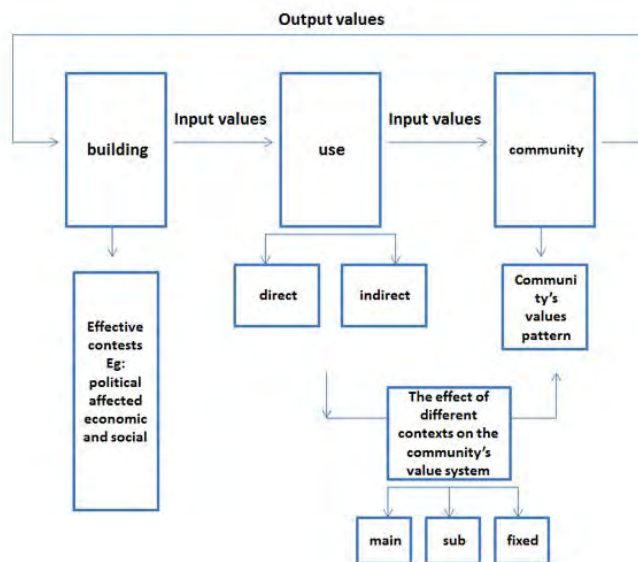 Output values
building
Input values
use
Input values
community
Effective
contests
Eg:
political
affected
economic
and social
direct
indirect
Communi
ty's
values
pattern
The effect of
different
contexts on the
community's
value system
main
sub
fixed